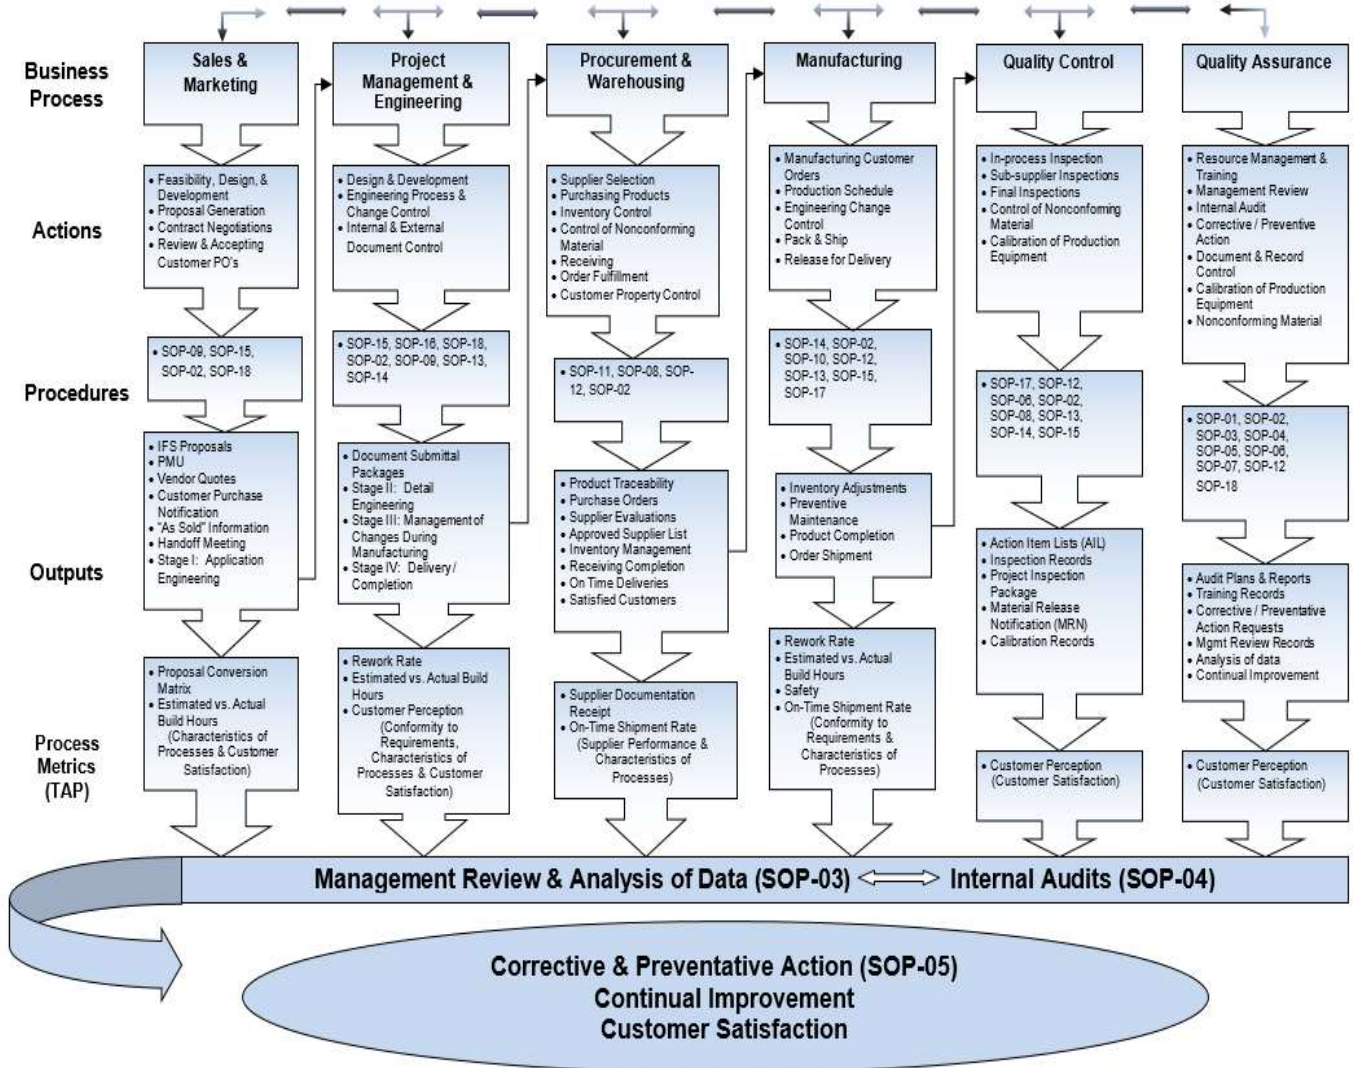 Business
Process
Sales &
Marketing
Project
Management &
Engineering
Procurement &
Warehousing
Manufacturing
Quality Control
Quality Assurance
Actions
• Feasibility, Design, &
Development
• Proposal Generation
• Contract Negotiations
• Review & Accepting
Customer PO's
• Design & Development
• Engineering Process &
Change Control
• Internal & External
Document Control
• Supplier Selection
• Purchasing Products
• Inventory Control
• Control of Nonconforming
Material
• Receiving
• Order Fulfillment
• Customer Property Control
• Manufacturing Customer
Orders
• Production Schedule
• Engineering Change
Control
• Pack & Ship
• Release for Delivery
• In-process Inspection
• Sub-supplier Inspections
• Final Inspections
• Control of Nonconforming
Material
• Calibration of Production
Equipment
• Resource Management &
Training
• Management Review
• Internal Audit
• Corrective / Preventive
Action
• Document & Record
Control
• Calibration of Production
Equipment
• Nonconforming Material
Procedures
• SOP-09, SOP-15,
SOP-02, SOP-18
• SOP-15, SOP-16, SOP-18,
SOP-02, SOP-09, SOP-13,
SOP-14
• SOP-11, SOP-08, SOP-
12, SOP-02
• SOP-14, SOP-02,
SOP-10, SOP-12,
SOP-13, SOP-15,
SOP-17
• SOP-17, SOP-12,
SOP-06, SOP-02,
SOP-08, SOP-13,
SOP-14, SOP-15
• SOP-01, SOP-02,
SOP-03, SOP-04,
SOP-05, SOP-06,
SOP-07, SOP-12
SOP-18
Outputs
• IFS Proposals
• PMU
• Vendor Quotes
• Customer Purchase
Notification
• "As Sold" Information
• Handoff Meeting
• Stage I: Application
Engineering
• Document Submittal
Packages
• Stage II: Detail
Engineering
• Stage III: Management of
Changes During
Manufacturing
• Stage IV: Delivery /
Completion
• Product Traceability
• Purchase Orders
• Supplier Evaluations
• Approved Supplier List
• Inventory Management
• Receiving Completion
• On Time Deliveries
• Satisfied Customers
• Inventory Adjustments
• Preventive
Maintenance
• Product Completion
• Order Shipment
• Action Item Lists (AIL)
• Inspection Records
• Project Inspection
Package
• Material Release
Notification (MRN)
• Calibration Records
• Audit Plans & Reports
• Training Records
• Corrective / Preventative
Action Requests
• Mgmt Review Records
• Analysis of data
• Continual Improvement
Process
Metrics
(TAP)
• Proposal Conversion
Matrix
• Estimated vs. Actual
Build Hours
(Characteristics of
Processes & Customer
Satisfaction)
• Rework Rate
• Estimated vs. Actual Build
Hours
• Customer Perception
(Conformity to
Requirements,
Characteristics of
Processes & Customer
Satisfaction)
• Supplier Documentation
Receipt
• On-Time Shipment Rate
(Supplier Performance &
Characteristics of
Processes)
• Rework Rate
• Estimated vs. Actual
Build Hours
• Safety
• On-Time Shipment Rate
(Conformity to
Requirements &
Characteristics of
Processes)
• Customer Perception
(Customer Satisfaction)
• Customer Perception
(Customer Satisfaction)
Management Review & Analysis of Data (SOP-03) Internal Audits (SOP-04)
Corrective & Preventative Action (SOP-05)
Continual Improvement
Customer Satisfaction